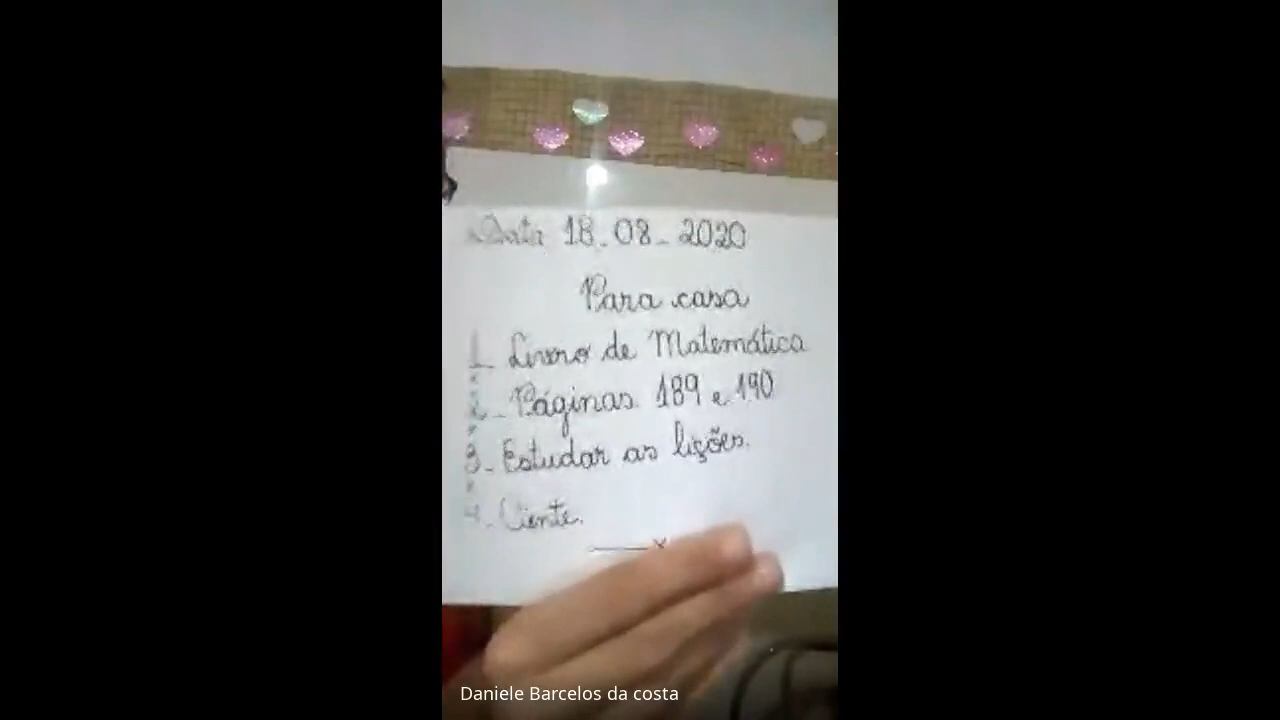 Data 18-08-2020
Para casa
1- Livro de Matemática
2- Páginas 189 e 190
3- Estudar as lições.
4- Ciente.
Daniele Barcelos da costa